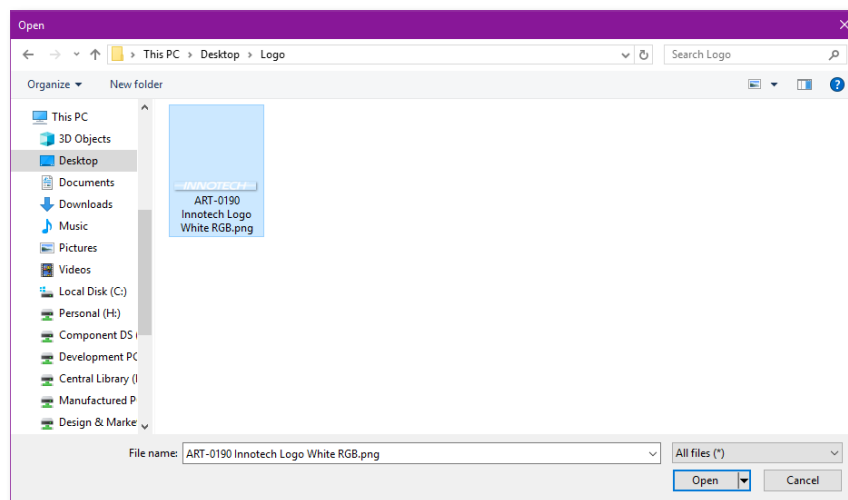 Open
This PC > Desktop > Logo
Search Logo
Organize
New folder
This PC
3D Objects
Desktop
Documents
Downloads
Music
Pictures
Videos
Local Disk (C:)
Personal (H:)
Component DS (
Development PC
Central Library (
Manufactured P
Design & Marke
INNOTECH
ART-0190
Innotech Logo
White RGB.png
File name: ART-0190 Innotech Logo White RGB.png
All files (*)
Open
Cancel